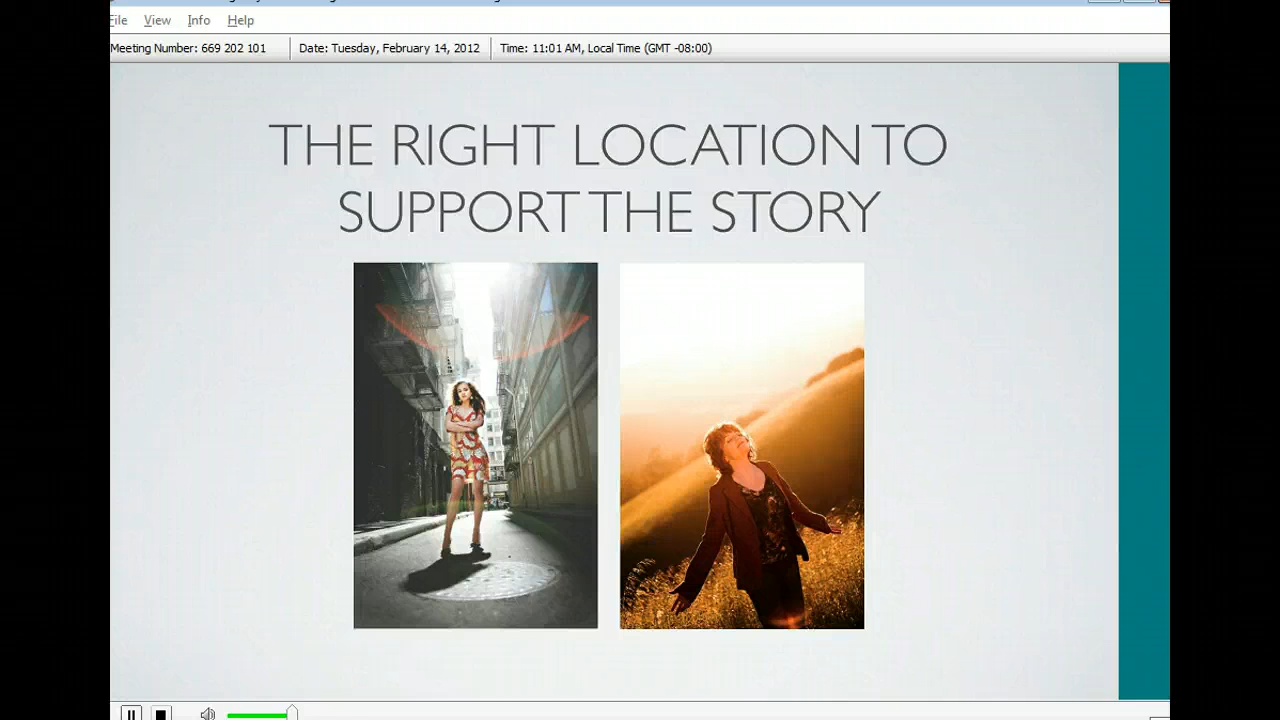 File View Info Help
Meeting Number: 669 202 101 Date: Tuesday, February 14, 2012 Time: 11:01 AM, Local Time (GMT -08:00)
THE RIGHT LOCATION TO
SUPPORT THE STORY